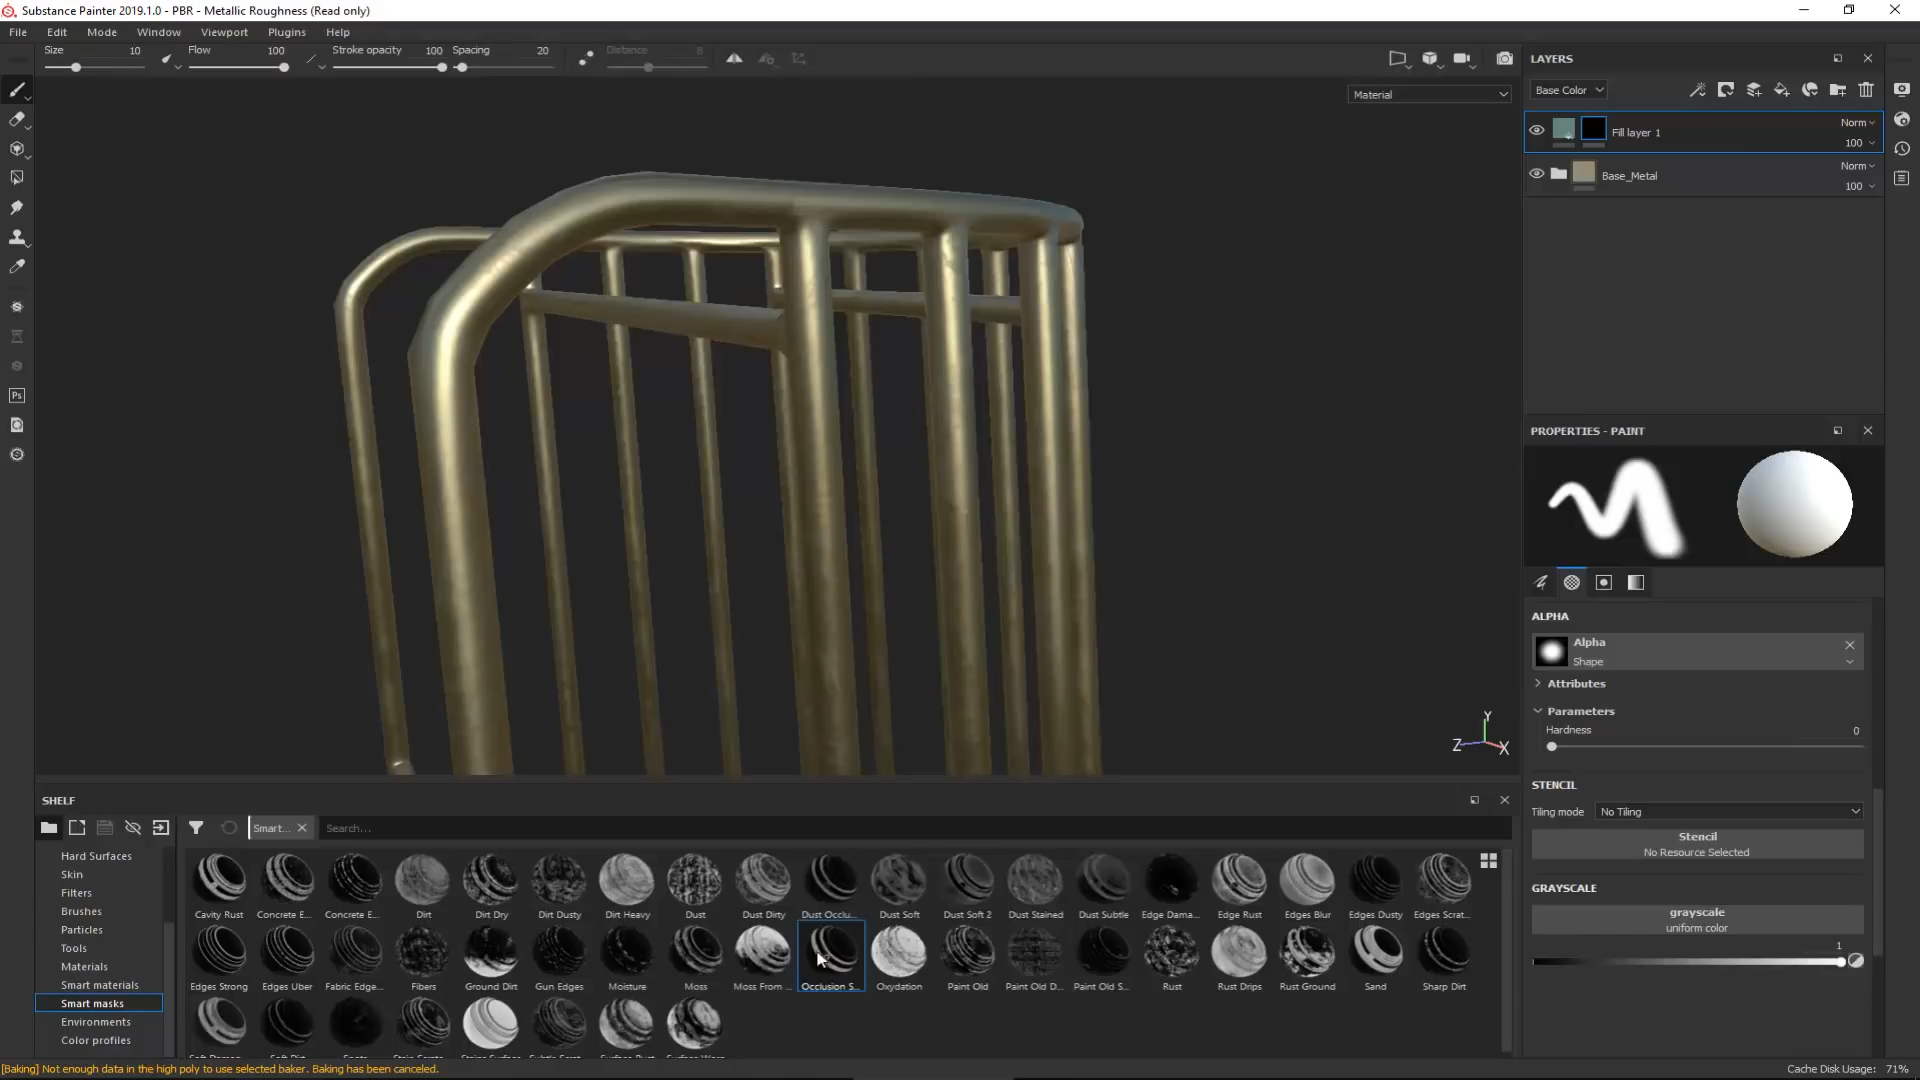 Substance Painter 2019.1.0 - PBR - Metallic Roughness (Read only)
File Edit Mode Window Viewport Plugins Help
Size 10 Flow 100 Stroke opacity 100 Spacing 20 Distance 8
Material
Y
Z X
LAYERS
Base Color
Fill layer 1 Norm 100
Base_Metal Norm 100
PROPERTIES - PAINT
ALPHA
Alpha
Shape
Attributes
Parameters
Hardness 0
STENCIL
Tiling mode No Tiling
Stencil
No Resource Selected
GRAYSCALE
grayscale
uniform color
1
Ps
SHELF
Smart... Search...
Hard Surfaces
Skin
Filters
Brushes
Particles
Tools
Materials
Smart materials
Smart masks
Environments
Color profiles
Cavity Rust Concrete E... Concrete E... Dirt Dirt Dry Dirt Dusty Dirt Heavy Dust Dust Dirty Dust Occlu... Dust Soft Dust Soft 2 Dust Stained Dust Subtle Edge Dama... Edge Rust Edges Blur Edges Dusty Edges Scrat...
Edges Strong Edges Uber Fabric Edge... Fibers Ground Dirt Gun Edges Moisture Moss Moss From ... Occlusion S... Oxydation Paint Old Paint Old D... Paint Old S... Rust Rust Drips Rust Ground Sand Sharp Dirt
[Baking] Not enough data in the high poly to use selected baker. Baking has been canceled.
Cache Disk Usage: 71%